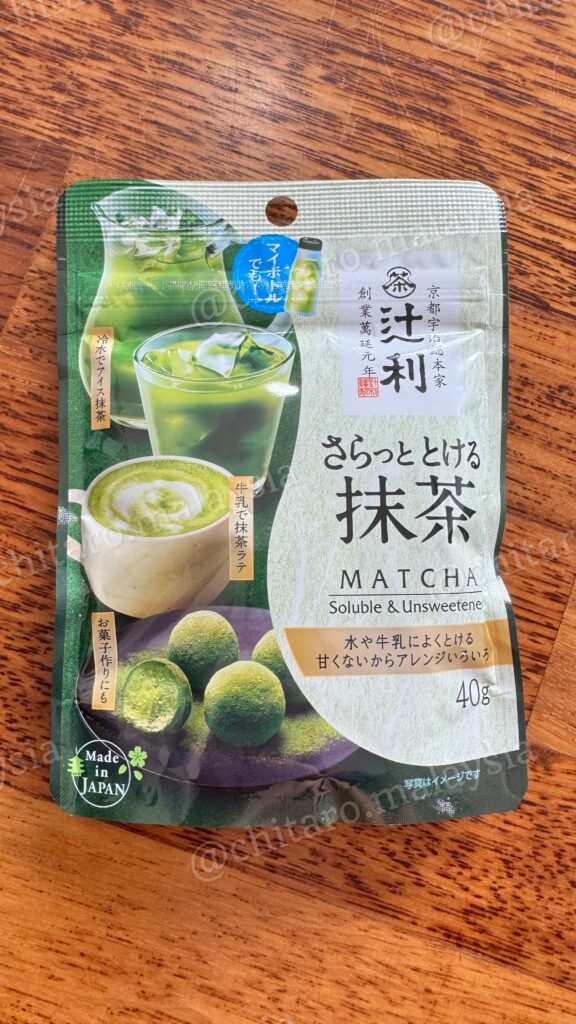 マイボトル
でも!
茶
京都宇治総本家
辻利
創業萬延元年
冷水でアイス抹茶
さらっととける
抹茶
牛乳で抹茶ラテ
MATCHA
Soluble & Unsweetene
お菓子作りにも
水や牛乳によくとける
甘くないからアレンジいろいろ
40g
Made
in
JAPAN
写真はイメージです
@chitaro.malaysia